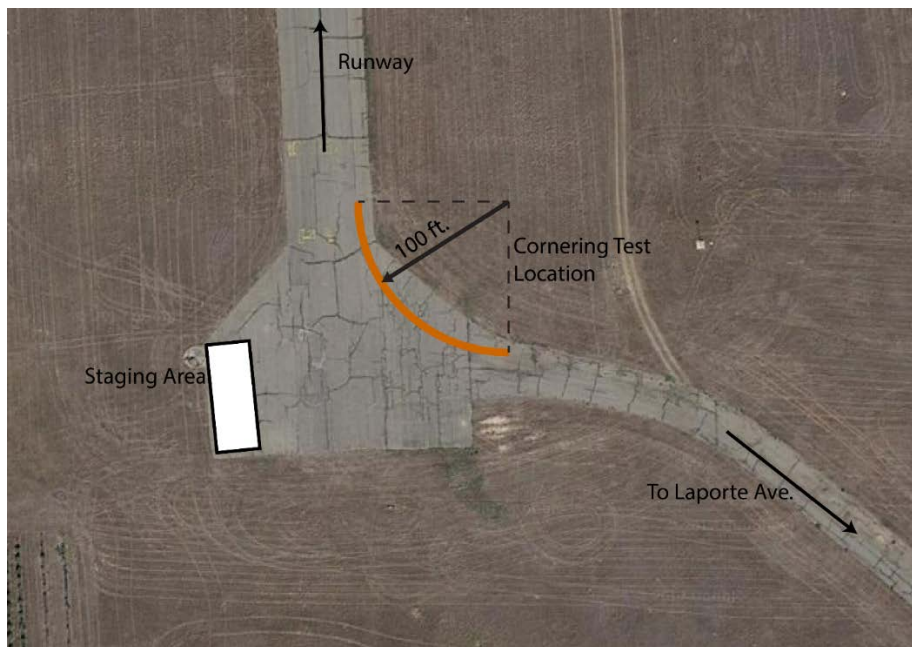 Runway
100 ft.
Cornering Test
Location
Staging Area
To Laporte Ave.